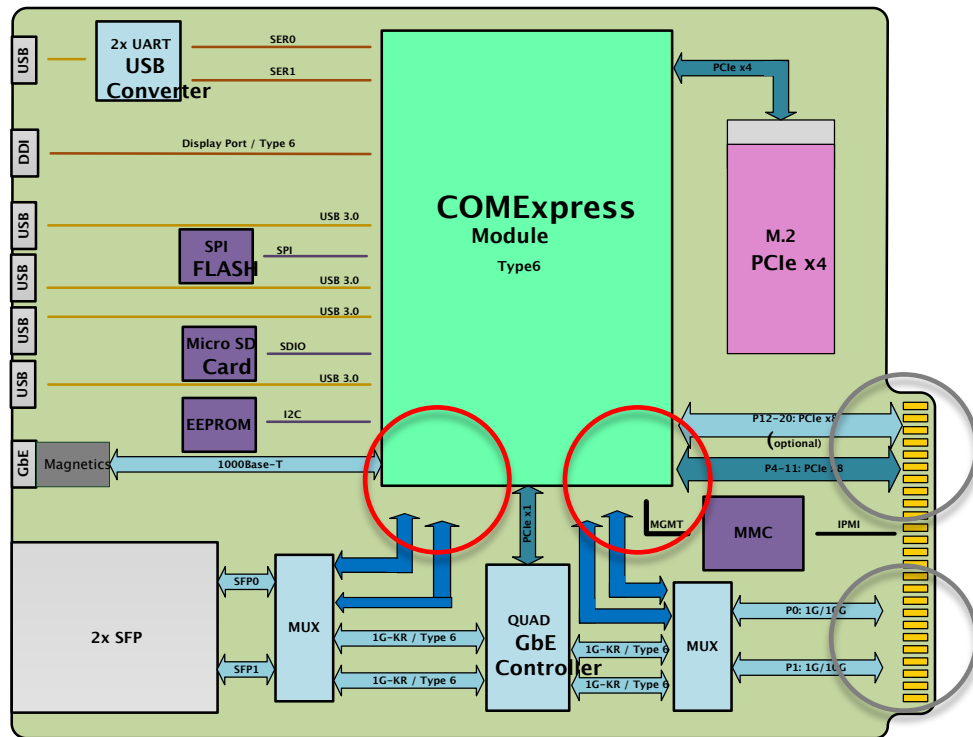 USB
2x UART
USB
Converter
SER0
SER1
PCIe x4
DDI
Display Port / Type 6
COMExpress
Module
Type6
M.2
PCIe x4
USB
USB 3.0
SPI
FLASH
SPI
USB
USB 3.0
USB
USB 3.0
Micro SD
Card
SDIO
USB
USB 3.0
EEPROM
I2C
GbE
Magnetics
1000Base-T
P12-20: PCIe x8
(optional)
P4-11: PCIe x8
PCIe x1
MGMT
MMC
IPMI
2x SFP
SFP0
SFP1
MUX
1G-KR / Type 6
1G-KR / Type 6
QUAD
GbE
Controller
1G-KR / Type 6
1G-KR / Type 6
MUX
P0: 1G/10G
P1: 1G/10G